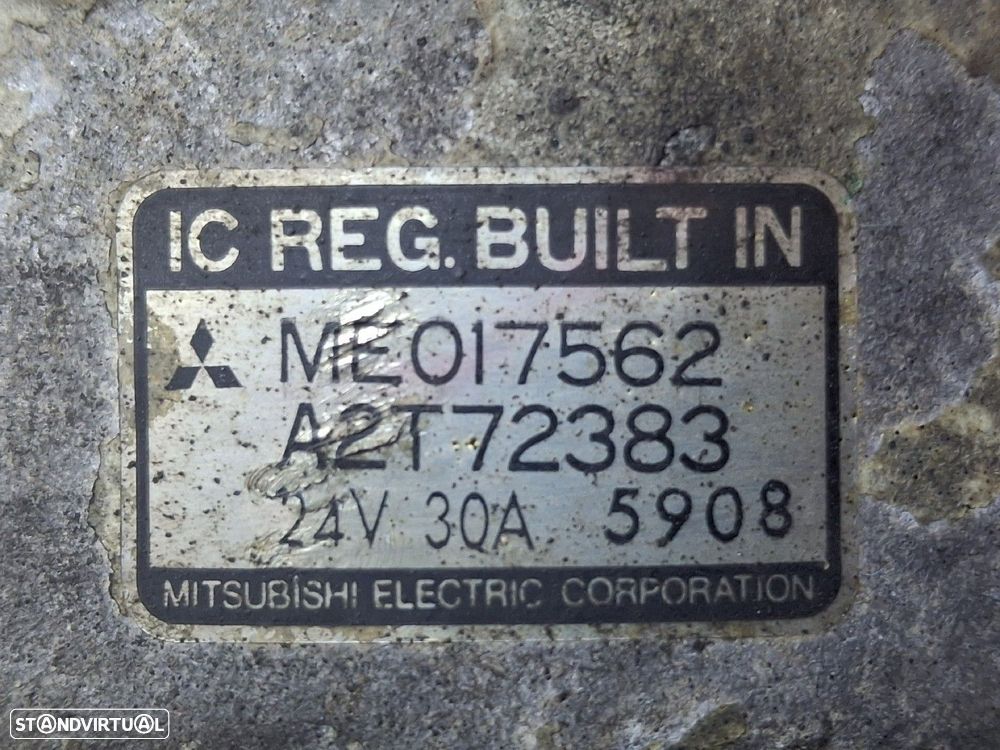 IC REG. BUILT IN
ME017562
A2T72383
24V 30A 5908
MITSUBISHI ELECTRIC CORPORATION
STANDVIRTUAL